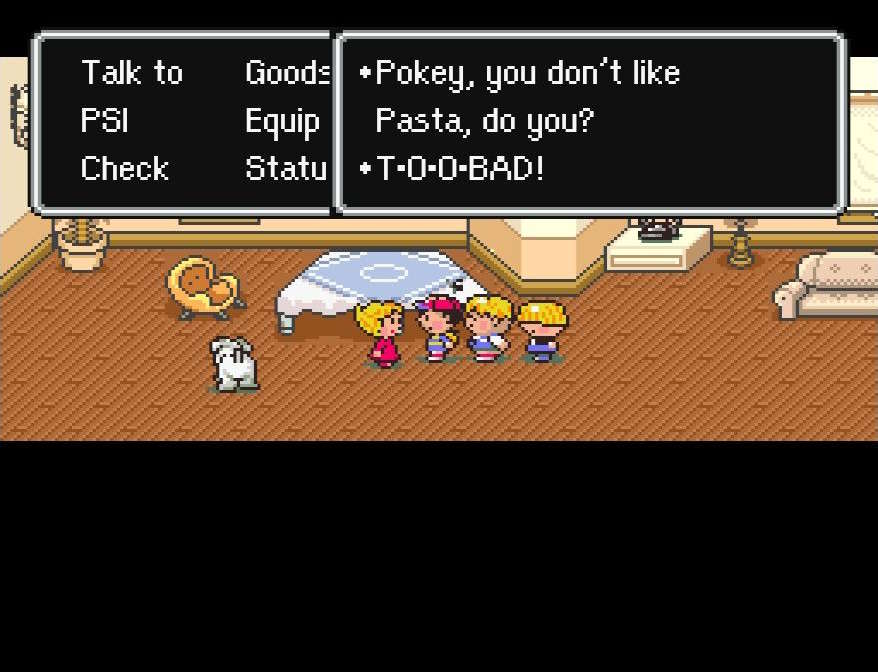 Talk to Goods
PSI Equip
Check Statu
•Pokey, you don't like
Pasta, do you?
•T•O•O•BAD!